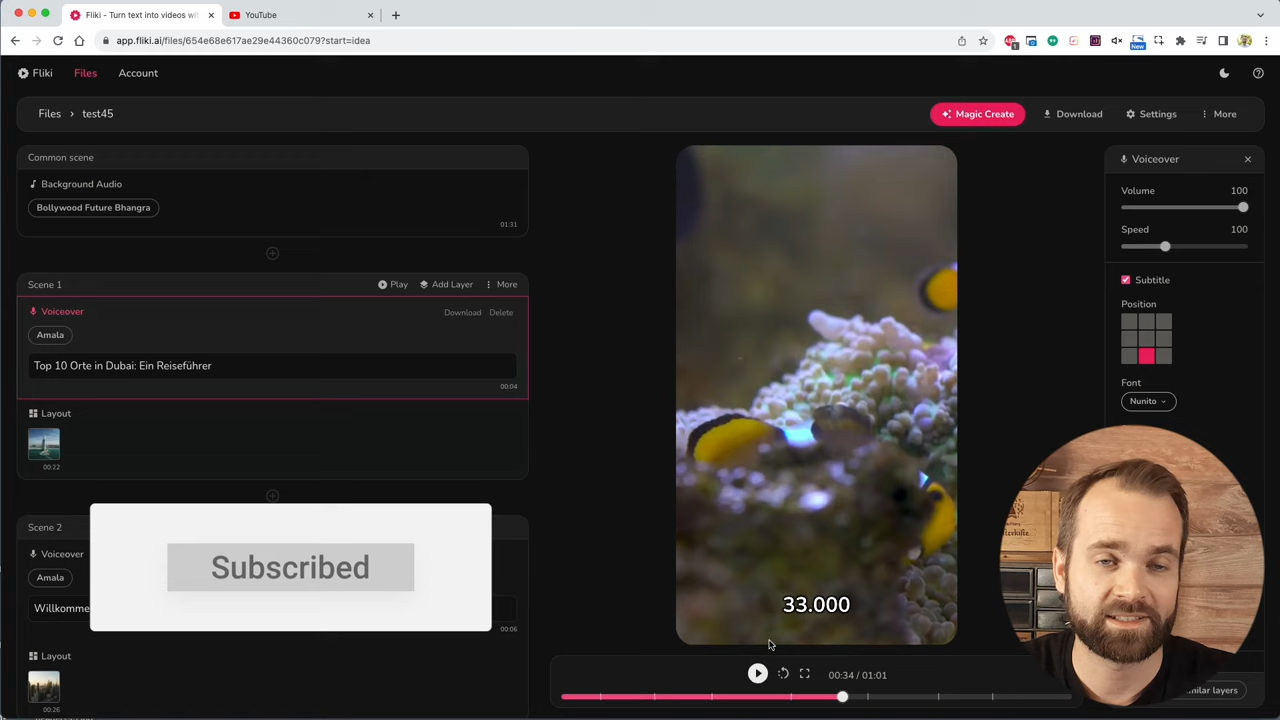 Fliki - Turn text into videos wit
YouTube
app.fliki.ai/files/654e68e617ae29e44360c079?start=idea
1
New
Fliki
Files
Account
Files › test45
Magic Create
Download
Settings
More
Common scene
Background Audio
Bollywood Future Bhangra
01:31
Scene 1
Play
Add Layer
More
Voiceover
Download
Delete
Amala
Top 10 Orte in Dubai: Ein Reiseführer
00:04
Layout
00:22
Scene 2
Voiceover
Amala
Willkomme
00:06
Layout
00:26
Subscribed
33.000
00:34 / 01:01
Voiceover
Volume
100
Speed
100
Subtitle
Position
Font
Nunito
milar layers